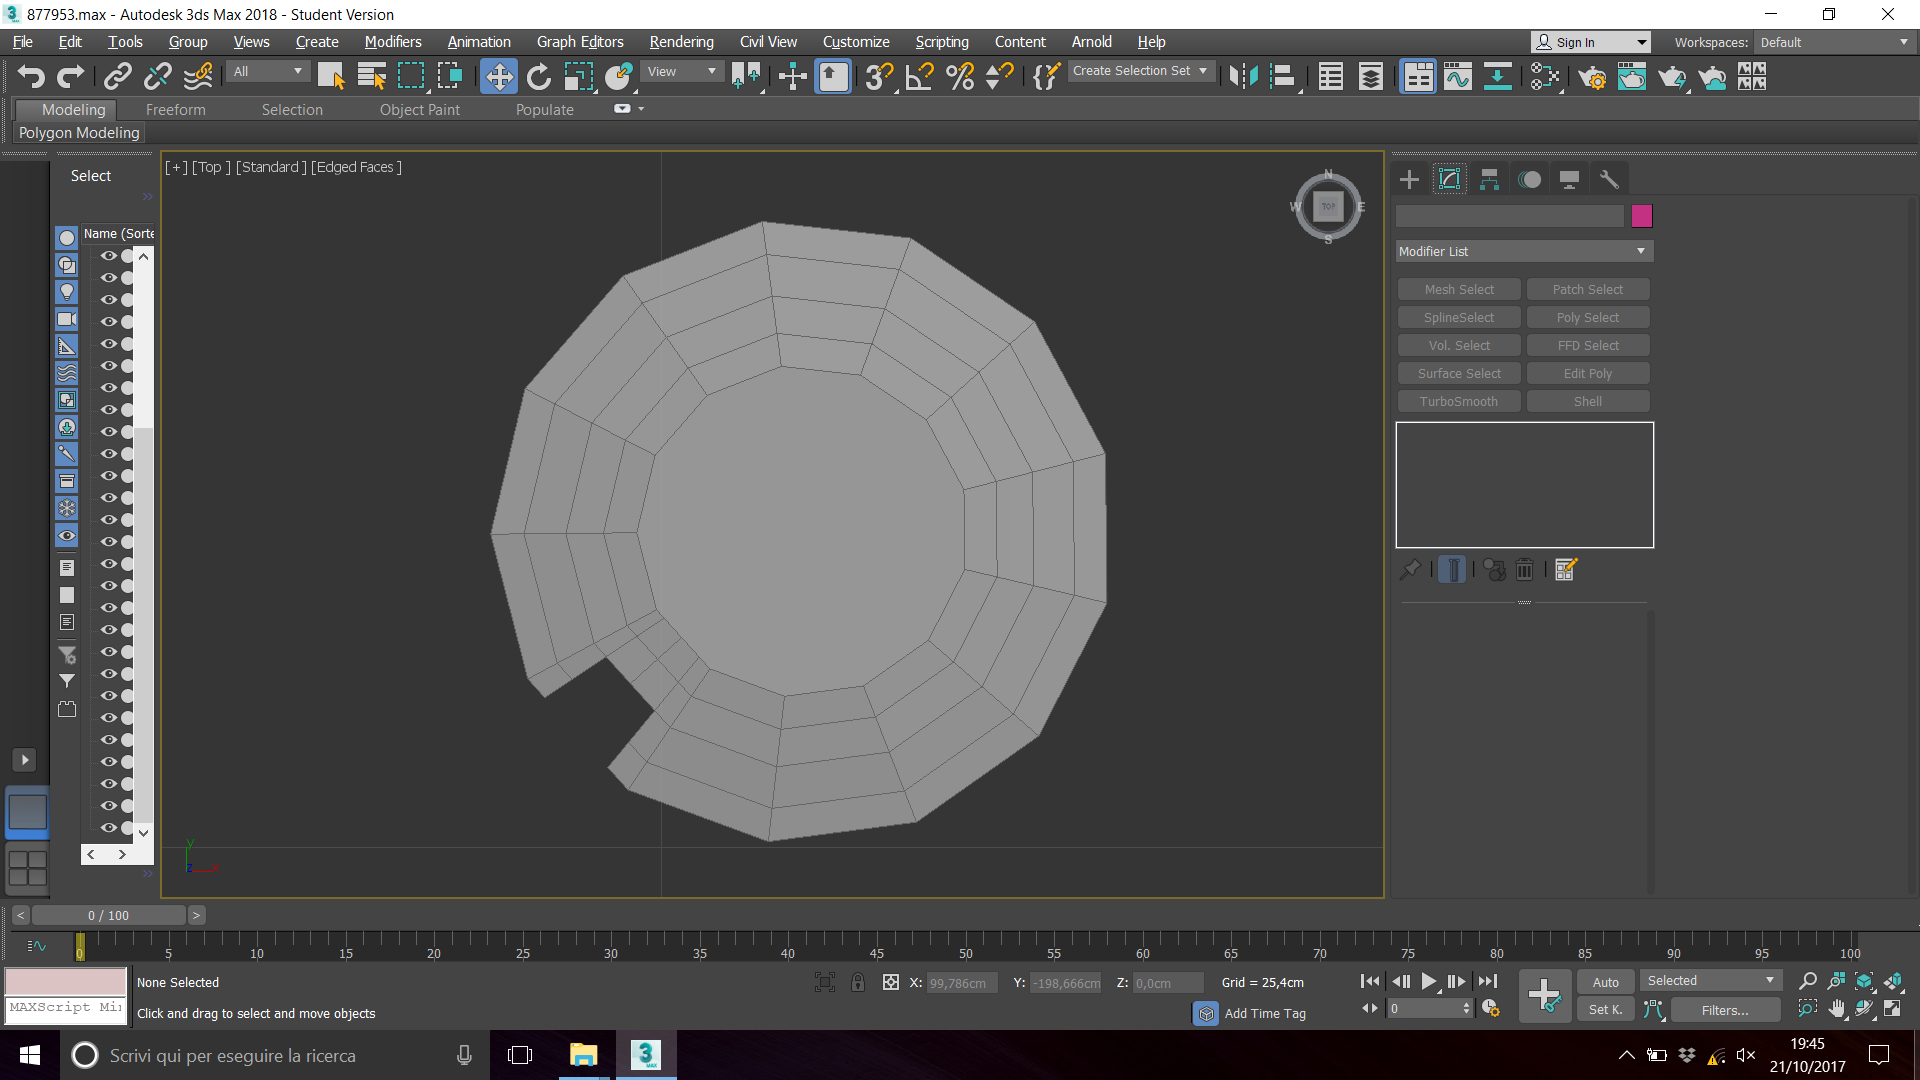 877953.max - Autodesk 3ds Max 2018 - Student Version
File Edit Tools Group Views Create Modifiers Animation Graph Editors Rendering Civil View Customize Scripting Content Arnold Help Sign In Workspaces: Default
All View Create Selection Set
Modeling Freeform Selection Object Paint Populate
Polygon Modeling
Select
Name (Sorte
[+] [Top ] [Standard ] [Edged Faces ]
N
W TOP E
S
Modifier List
Mesh Select Patch Select
SplineSelect Poly Select
Vol. Select FFD Select
Surface Select Edit Poly
TurboSmooth Shell
y
z x
< 0 / 100 >
0 5 10 15 20 25 30 35 40 45 50 55 60 65 70 75 80 85 90 95 100
None Selected X: 99,786cm Y: -198,666cm Z: 0,0cm Grid = 25,4cm Auto Selected
MAXScript Mi
Click and drag to select and move objects Add Time Tag 0 Set K. Filters...
Scrivi qui per eseguire la ricerca
3 MAX
19:45
21/10/2017